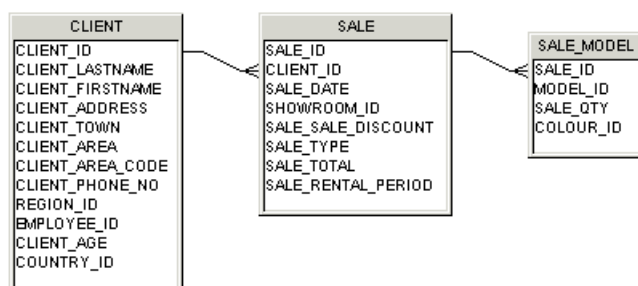 CLIENT
CLIENT_ID
CLIENT_LASTNAME
CLIENT_FIRSTNAME
CLIENT_ADDRESS
CLIENT_TOWN
CLIENT_AREA
CLIENT_AREA_CODE
CLIENT_PHONE_NO
REGION_ID
EMPLOYEE_ID
CLIENT_AGE
COUNTRY_ID
SALE
SALE_ID
CLIENT_ID
SALE_DATE
SHOWROOM_ID
SALE_SALE_DISCOUNT
SALE_TYPE
SALE_TOTAL
SALE_RENTAL_PERIOD
SALE_MODEL
SALE_ID
MODEL_ID
SALE_QTY
COLOUR_ID